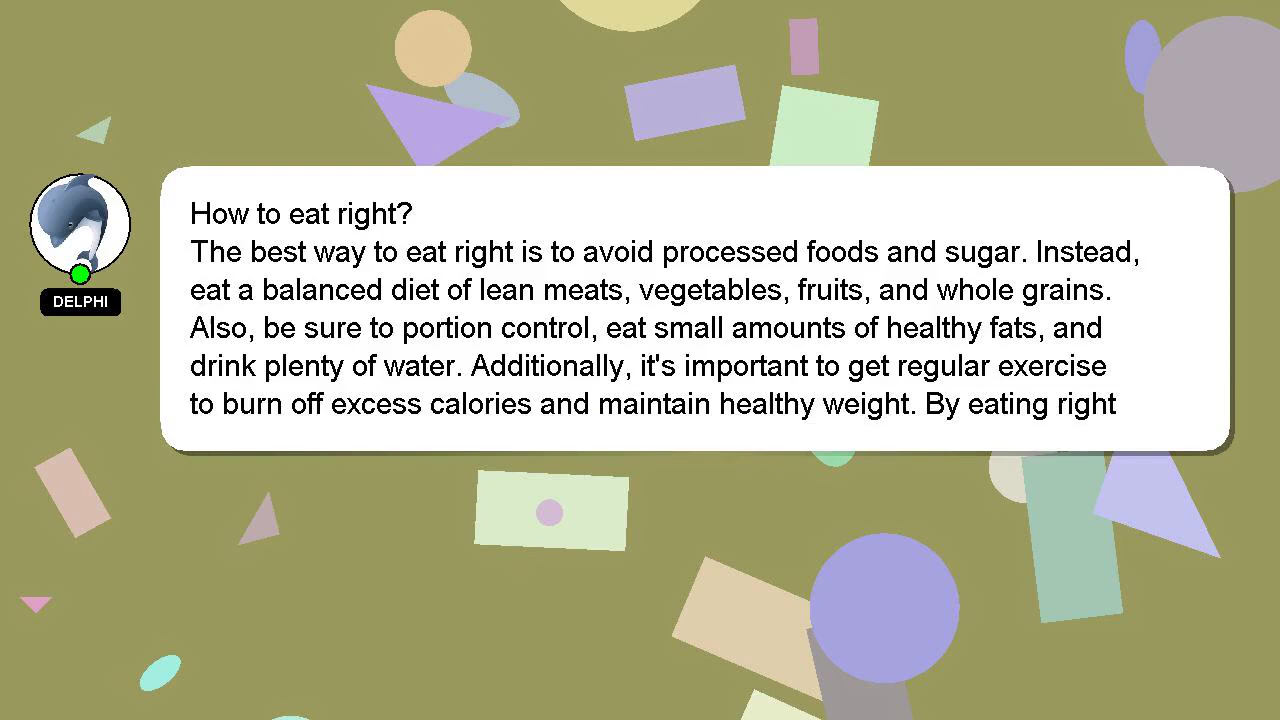 How to eat right?
The best way to eat right is to avoid processed foods and sugar. Instead,
eat a balanced diet of lean meats, vegetables, fruits, and whole grains.
Also, be sure to portion control, eat small amounts of healthy fats, and
drink plenty of water. Additionally, it's important to get regular exercise
to burn off excess calories and maintain healthy weight. By eating right
DELPHI